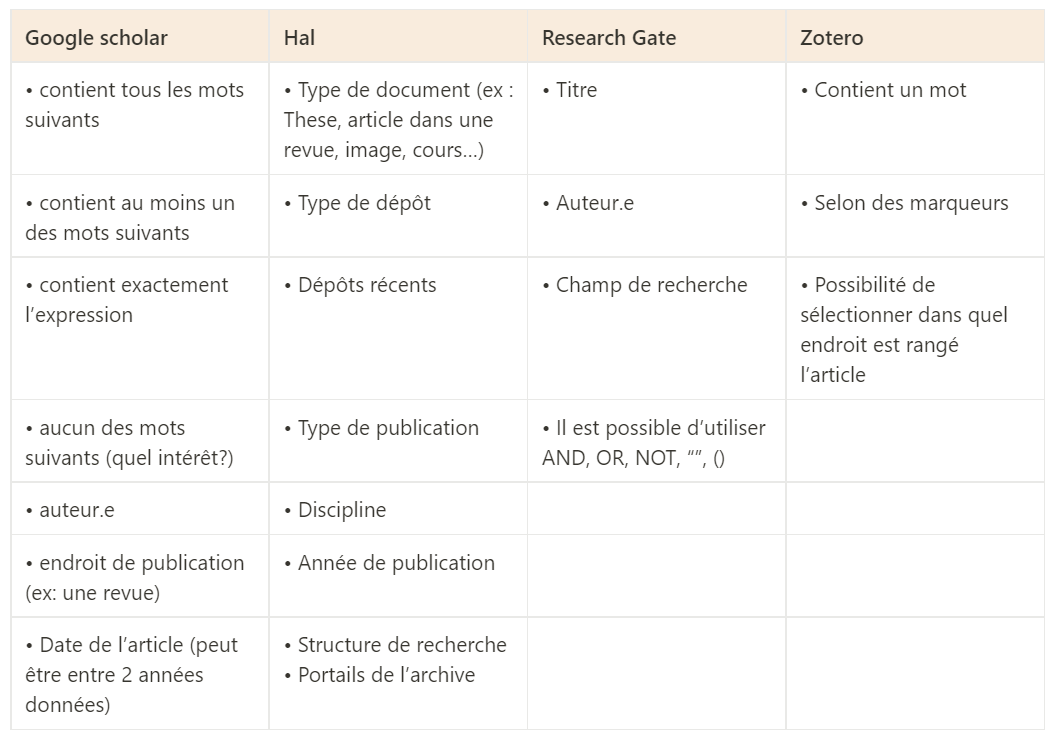 Google scholar
Hal
Research Gate
Zotero
• contient tous les mots
suivants
• Type de document (ex :
These, article dans une
revue, image, cours…)
• Titre
• Contient un mot
• contient au moins un
des mots suivants
• Type de dépôt
• Auteur.e
• Selon des marqueurs
• contient exactement
l’expression
• Dépôts récents
• Champ de recherche
• Possibilité de
sélectionner dans quel
endroit est rangé
l’article
• aucun des mots
suivants (quel intérêt?)
• Type de publication
• Il est possible d’utiliser
AND, OR, NOT, “”, ()
• auteur.e
• Discipline
• endroit de publication
(ex: une revue)
• Année de publication
• Date de l’article (peut
être entre 2 années
données)
• Structure de recherche
• Portails de l’archive